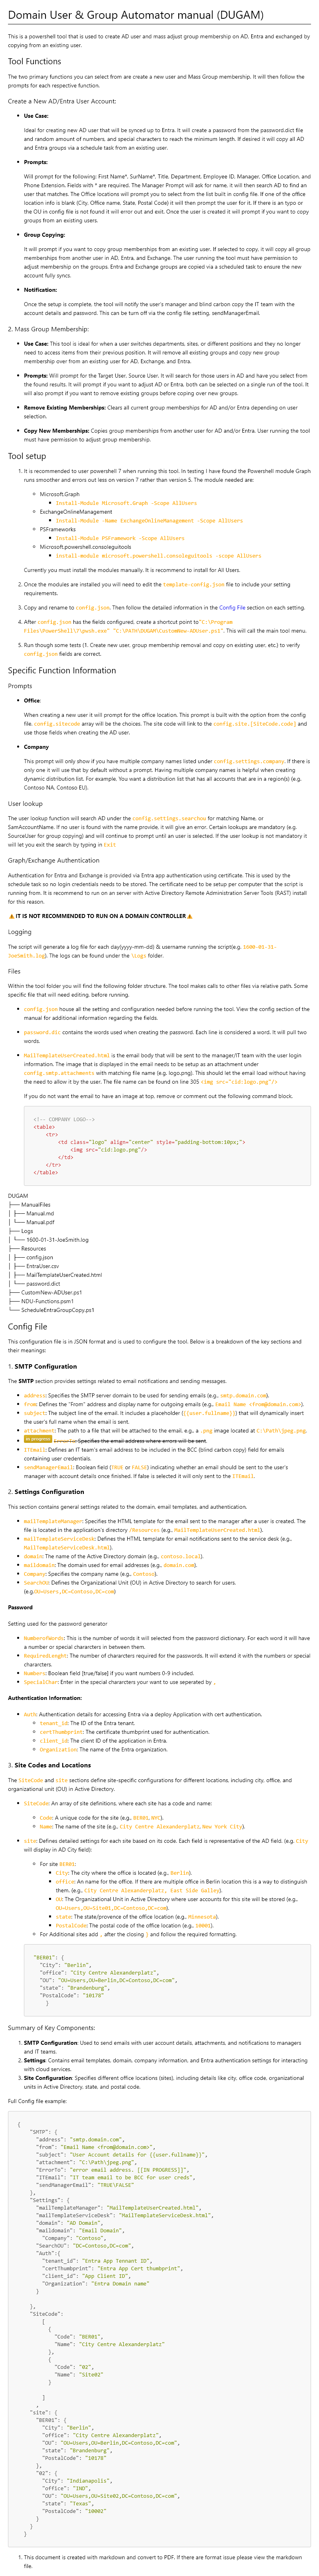 Domain User & Group Automator manual (DUGAM)
This is a powershell tool that is used to create AD user and mass adjust group membership on AD, Entra and exchanged by
copying from an existing user.
Tool Functions
The two primary functions you can select from are create a new user and Mass Group membership. It will then follow the
prompts for each respective function.
Create a New AD/Entra User Account:
• Use Case:
Ideal for creating new AD user that will be synced up to Entra. It will create a password from the password.dict file
and random amount of numbers, and special characters to reach the minimum length. If desired it will copy all AD
and Entra groups via a schedule task from an existing user.
• Prompts:
Will prompt for the following: First Name*, SurName*, Title, Department, Employee ID, Manager, Office Location, and
Phone Extension. Fields with * are required. The Manager prompt will ask for name, it will then search AD to find an
user that matches. The Office location will prompt you to select from the list that built in via config file. If one of the office
location info is blank (City, Office name, State, Postal Code) it will then prompt the user for it. If there is an typo or
the OU in config file is not found it will error out and exit. Once the user is created it will prompt if you want to copy
groups from an existing users.
• Group Copying:
It will prompt if you want to copy group memberships from an existing user. If selected to copy, it will copy all group
memberships from another user in AD, Entra, and Exchange. The user running the tool must have permission to
adjust membership on the groups. Entra and Exchange groups are copied via a scheduled task to ensure the new
account fully syncs.
• Notification:
Once the setup is complete, the tool will notify the user's manager and blind carbon copy the IT team with the
account details and password. This can be turn off via the config file setting, sendManagerEmail.
2. Mass Group Membership:
• Use Case: This tool is ideal for when a user switches departments, sites, or different positions and they no longer
need to access items from their previous position. It will remove all existing groups and copy new group
membership over from an existing user for AD, Exchange, and Entra.
• Prompts: Will prompt for the Target User, Source User. It will search for those users in AD and have you select from
the found results. It will prompt if you want to adjust AD or Entra, both can be selected on a single run of the tool. It
will also prompt if you want to remove existing groups before copying over new groups.
• Remove Existing Memberships: Clears all current group memberships for AD and/or Entra depending on user
selection.
• Copy New Memberships: Copies group memberships from another user for AD and/or Entra. User running the tool
must have permission to adjust group membership.
Tool setup
1. It is recommended to user powershell 7 when running this tool. In testing I have found the Powershell module Graph
runs smoother and errors out less often then when ran in version 5. The module needed are:
Microsoft.Graph
Install-Module Microsoft.Graph -Scope AllUsers
ExchangeOnlineManagement
Install-Module -Name ExchangeOnlineManagement -Scope AllUsers
PSFrameworks
Install-Module PSFramework -Scope AllUsers
Microsoft.powershell.consoleguitools
Install-module microsoft.powershell.consoleguitools -scope AllUsers
Currently you must install the modules manually. It is recommend to install for All Users
2. Once the modules are installed you will need to edit the template-config.json file to include your setting
requirements.
3. Copy and rename to config.json. Then follow the detailed information in the Config File section on each setting.
4. After config.json has the fields configured. create a shortcut point to"C:\Program
Files\PowerShell\7\pwsh.exe" "C:\PATH\DUGAM\CustomNew-ADUser.ps1". This will call the main tool menu.
5. Run though some tests (1. Create new user, group membership removal and copy on existing user, etc) to verify
config.json fields are correct.
Specific Function Information
Prompts
• Office:
When creating a new user it will prompt for the office location. This prompt is built with the option from the config
file. config.sitecode array will be the choices. The site code will link to the config.site.[SiteCode.code] and
use those fields when creating the AD user.
• Company
This prompt will only show if you have multiple company names listed under config.settings.company. If there is
only one it will use that by default without a prompt. Having multiple company names is helpful when creating
dynamic distribution list. For example, You want a distribution list that has all accounts that are in a region(s) (e.g.
Contoso NA, Contoso EU).
User lookup
The user lookup function will search AD under the config.settings.searchou for matching Name, or
SamAccountName. If no user is found with the name provide, it will give an error. Certain lookups are mandatory (e.g.
SourceUser for group copying) and will continue to prompt until an user is selected. If the user lookup is not mandatory it
will let you exit the search by typing in Exit
Graph/Exchange Authentication
Authentication for Entra and Exchange is provided via Entra app authentication using certificate. This is used by the
schedule task so no login credentials needs to be stored. The certificates need to be setup per computer that the script is
running from. It is recommend to run on an server with Active Directory Remote Administration Server Tools (RAST) install
for this reason.
⚠️IT IS NOT RECOMMENDED TO RUN ON A DOMAIN CONTROLLER⚠️
Logging
The script will generate a log file for each day(yyyy-mm-dd) & username running the script(e.g. 1600-01-31-
JoeSmith.log). The logs can be found under the \Log> folder.
Files
Within the tool folder you will find the following folder structure. The tool makes calls to other files via relative path. Some
specific file that will need editing, before running.
• config.json house all the setting and configuration needed before running the tool. View the config section of the
manual for additional information regarding the fields.
• password.dic contains the words used when creating the password. Each line is considered a word. It will pull two
words.
• MailTemplateUserCreated.html is the email body that will be sent to the manager/IT team with the user login
information. The image that is displayed in the email needs to be setup as an attachment under
config.smtp.attachments with matching file name (e.g. logo.png). This should let the email load without having
the need to allow it by the user. The file name is located on line 305 <img src="cid:logo.png"/>
If you do not want the email to have an image at top, remove or comment out the following command block.
<!-- COMPANY LOGO-->
<table>
<tr>
<td class="logo" align="center" style="padding-bottom:10px;">
<img src="cid:logo.png"/>
</td>
</tr>
</table>
DUGAM
├── ManualFiles
│ ├── Manual.md
│ └── Manual.pdf
├── Logs
│ └── 1600-01-31-JoeSmith.log
├── Resources
│ ├── config.json
│ ├── EntraUser.csv
│ ├── MailTemplateUserCreated.html
│ └── password.dict
├── CustomNew-ADUser.ps1
├── NDU-Functions.psm1
└── ScheduleEntraGroupCopy.ps1
Config File
This configuration file is in JSON format and is used to configure the tool. Below is a breakdown of the key sections and
their meanings:
1. SMTP Configuration
The SMTP section provides settings related to email notifications and sending messages.
• address: Specifies the SMTP server domain to be used for sending emails (e.g., smtp.domain.com).
• from: Defines the "From" address and display name for outgoing emails (e.g., Email Name <from@domain.com>).
• subject: The subject line of the email. It includes a placeholder ({{user.fullname}}) that will dynamically insert
the user's full name when the email is sent.
• attachment: The path to a file that will be attached to the email, e.g., a .png image located at C:\Path\jpeg.png.
• In progress ErrorTo: Specifies the email address where errors will be sent.
• ITEmail: Defines an IT team's email address to be included in the BCC (blind carbon copy) field for emails
containing user credentials.
• sendManagerEmail: Boolean field (TRUE or FALSE) indicating whether an email should be sent to the user's
manager with account details once finished. If false is selected it will send to the ITEmail.
2. Settings Configuration
This section contains general settings related to the domain, email templates, and authentication.
• mailTemplateManager: Specifies the HTML template for the email sent to the manager after a user is created. The
file is located in the application's directory /Resources (e.g., MailTemplateUserCreated.html).
• mailTemplateServiceDesk: Defines the HTML template for the email notifications sent to the service desk (e.g.,
MailTemplateServiceDesk.html).
• domain: The name of the Active Directory domain (e.g., contoso.local).
• maildomain: The domain used for email addresses (e.g., domain.com).
• Company: Specifies the company name (e.g., Contoso).
• SearchOU: Defines the Organizational Unit (OU) in Active Directory to search for users
(e.g.OU=Users,DC=Contoso,DC=com)
Password
Setting used for the password generator
• NumberofWords: This is the number of words it will selected from the password dictionary. For each word it will have
a number or special characters in between them.
• RequiredLenght: The number of characters required for the passwords. It will extend it with the numbers or special
characters.
• Numbers: Boolean field [true/false] if you want numbers 0-9 included.
• SpecialChar: Enter in the special characters your want to use seperated by ,
Authentication Information:
• Auth: Authentication details for accessing Entra via a deploy Application with cert authentication.
tenant_id: The ID of the Entra tenant.
certThumbprint: The certificate thumbprint used for authentication.
client_id: The client ID of the application in Entra.
Organization: The name of the Entra organization.
3. Site Codes and Locations
The SiteCode and site sections define site-specific configurations for different office locations including city, office, and
organizational unit (OU) in Active Directory.
• SiteCode: An array of site definitions, where each site has a code and name:
Code: A unique code for the site (e.g., BER01,NYC).
Name: The name of the site (e.g., City Centre Alexanderplatz, New York City).
• site: Defines detailed settings for each site based on its code. Each field is representative of the AD field. (e.g. City
will display in AD City field):
For site BER01:
City: The city where the office is located (e.g., Berlin).
office: An name for the office. If there are multiple office in Berlin location this is a way to distinguish
them. (e.g., City Centre Alexanderplatz, East Side Galley).
OU: The Organizational Unit in Active Directory where user accounts for this site will be stored (e.g.,
OU=Users,OU=Site01,DC=Contoso,DC=com).
state: The state/province of the office location (e.g., Minnesota).
PostalCode: The postal code of the office location (e.g., 10001).
For Additional sites add , after the closing } and follow the required formatting.
"BER01": {
"City": "Berlin",
"office": "City Centre Alexanderplatz",
"OU": "OU=Users,OU=Berlin,DC=Contoso,DC=com",
"state": "Brandenburg",
"PostalCode": "10178"
}
Summary of Key Components:
1. SMTP Configuration: Used to send emails with user account details, attachments, and notifications to managers
and IT teams.
2. Settings: Contains email templates, domain, company information, and Entra authentication settings for interacting
with cloud services.
3. Site Configuration: Specifies different office locations (sites), including details like city, office code, organizational
units in Active Directory, state, and postal code.
Full Config file example:
{
"SMTP": {
"address": "smtp.domain.com",
"from": "Email Name <from@domain.com>",
"subject": "User Account details for {{user.fullname}}",
"attachment": "C:\Path\jpeg.png",
"ErrorTo": "error email address. [[IN PROGRESS]]",
"ITEmail": "IT team email to be BCC for user creds",
"sendManagerEmail": "TRUE\FALSE"
},
"Settings": {
"mailTemplateManager": "MailTemplateUserCreated.html",
"mailTemplateServiceDesk": "MailTemplateServiceDesk.html",
"domain": "AD Domain",
"maildomain": "Email Domain",
"Company": "Contoso",
"SearchOU": "DC=Contoso,DC=com",
"Auth":{
"tenant_id": "Entra App Tennant ID",
"certThumbprint": "Entra App Cert thumbprint",
"client_id": "App Client ID",
"Organization": "Entra Domain name"
}
},
"SiteCode":
[
{
"Code": "BER01",
"Name": "City Centre Alexanderplatz"
},
{
"Code": "02",
"Name": "Site02"
}
]
,
"site": {
"BER01": {
"City": "Berlin",
"office": "City Centre Alexanderplatz",
"OU": "OU=Users,OU=Berlin,DC=Contoso,DC=com",
"state": "Brandenburg",
"PostalCode": "10178"
},
"02": {
"City": "Indianapolis",
"office": "IND",
"OU": "OU=Users,OU=Site02,DC=Contoso,DC=com",
"state": "Texas",
"PostalCode": "10002"
}
}
}
1. This document is created with markdown and convert to PDF. If there are format issue please view the markdown
file.